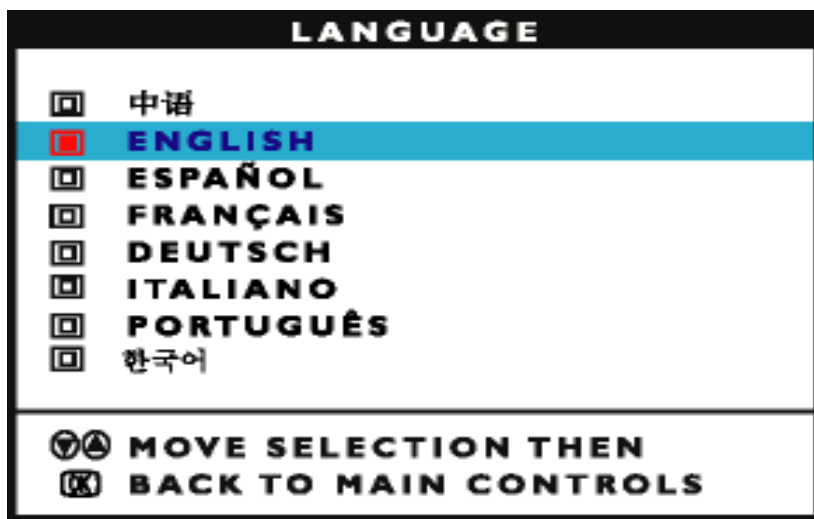 LANGUAGE
中语
ENGLISH
ESPAÑOL
FRANÇAIS
DEUTSCH
ITALIANO
PORTUGUÊS
한국어
MOVE SELECTION THEN
OK BACK TO MAIN CONTROLS